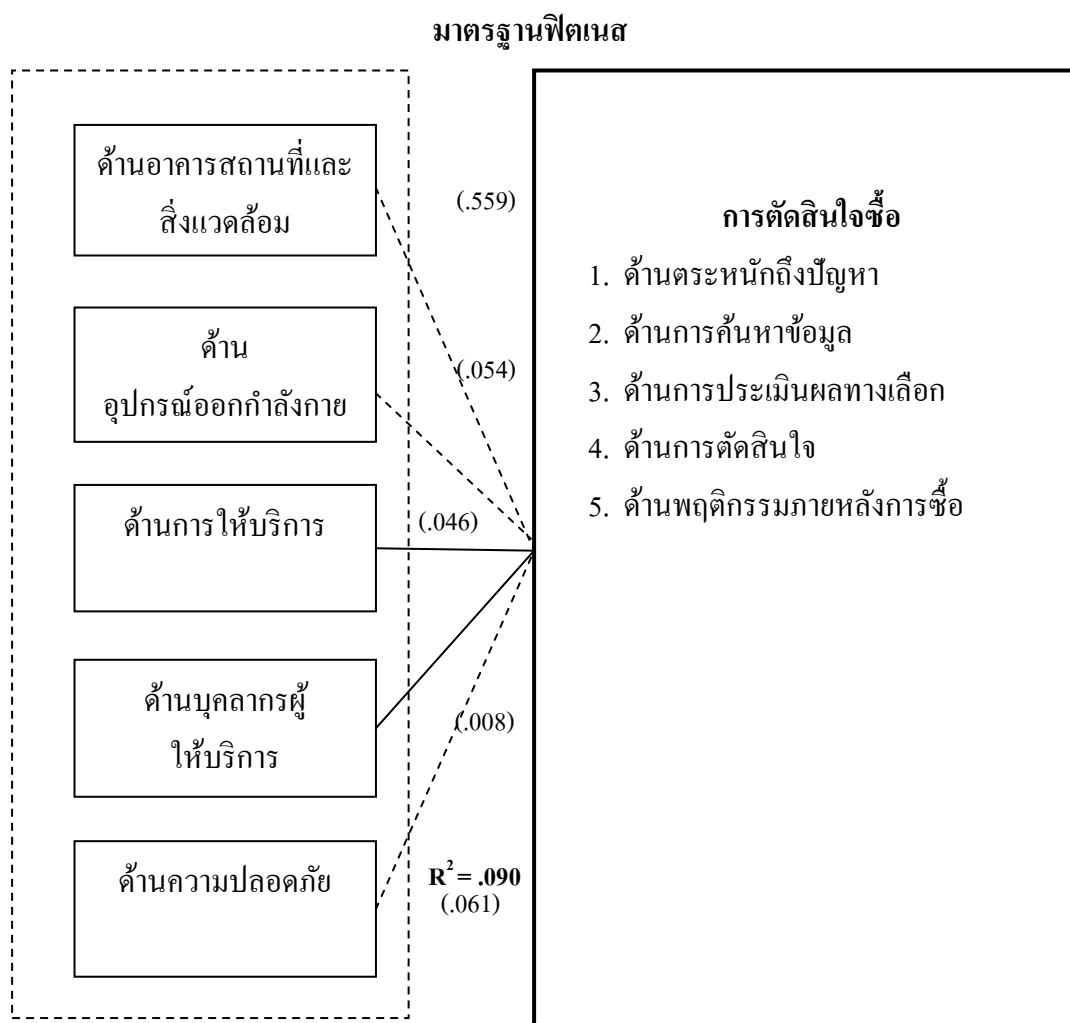 มาตรฐานฟิตเนส
ด้านอาคารสถานที่และ
สิ่งแวดล้อม
(.559)
ด้าน
อุปกรณ์ออกกำลังกาย
(.054)
ด้านการให้บริการ
(.046)
ด้านบุคลากรผู้
ให้บริการ
(.008)
ด้านความปลอดภัย
R² = .090
(.061)
การตัดสินใจซื้อ
1. ด้านตระหนักถึงปัญหา
2. ด้านการค้นหาข้อมูล
3. ด้านการประเมินผลทางเลือก
4. ด้านการตัดสินใจ
5. ด้านพฤติกรรมภายหลังการซื้อ